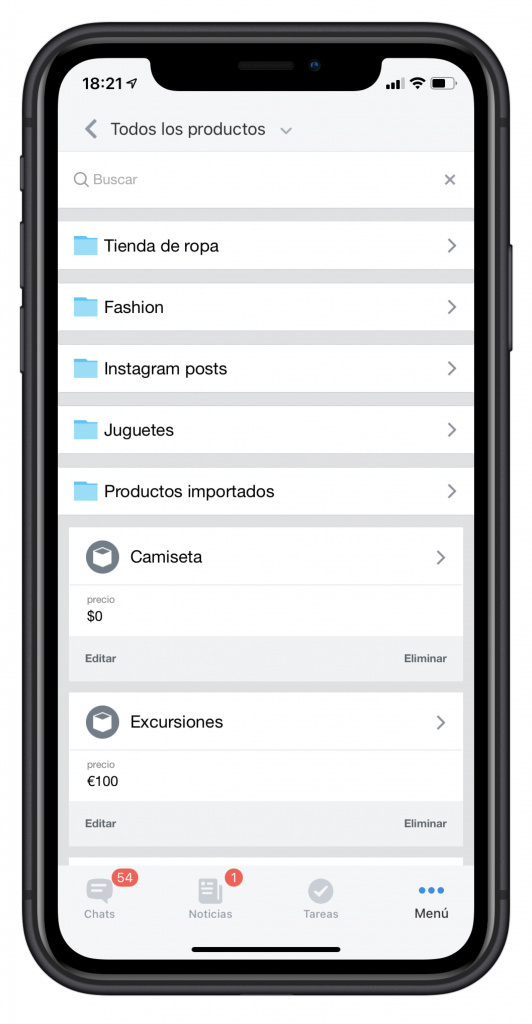 18:21
Todos los productos
Buscar
Tienda de ropa
Fashion
Instagram posts
Juguetes
Productos importados
Camiseta
precio
$0
Editar Eliminar
Excursiones
precio
€100
Editar Eliminar
54 1
Chats Noticias Tareas Menú